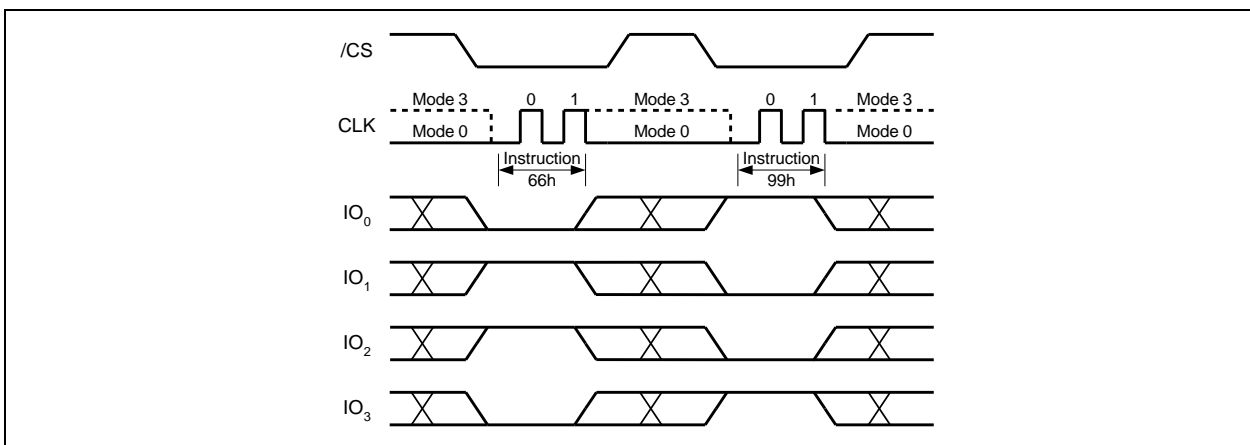 /CS
Mode 3 0 1 Mode 3 0 1 Mode 3
CLK
Mode 0 Mode 0 Mode 0
Instruction Instruction
66h 99h
IO0
IO1
IO2
IO3